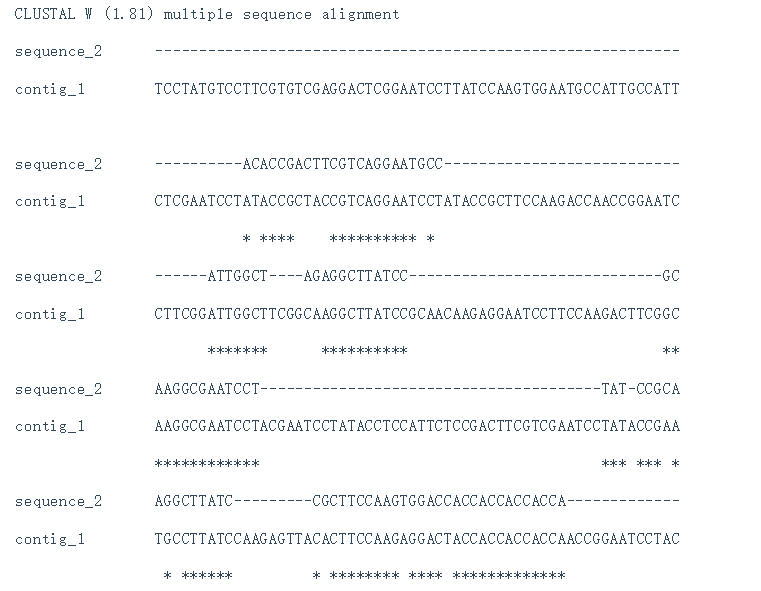 CLUSTAL W (1.81) multiple sequence alignment
sequence_2 ------------------------------------------------------------
contig_1 TCCTATGTCCTTCGTGTCGAGGACTCGGAATCCTTATCCAAGTGGAATGCCATTGCCATT
sequence_2 ----------ACACCGACTTCGTCAGGAATGCC---------------------------
contig_1 CTCGAATCCTATACCGCTACCGTCAGGAATCCTATACCGCTTCCAAGACCAACCGGAATC
* ****    ********** *
sequence_2 ------ATTGGCT----AGAGGCTTATCC-----------------------------GC
contig_1 CTTCGGATTGGCTTCGGCAAGGCTTATCCGCAACAAGAGGAATCCTTCCAAGACTTCGGC
*******      **********                             **
sequence_2 AAGGCGAATCCT---------------------------------------TAT-CCGCA
contig_1 AAGGCGAATCCTACGAATCCTATACCTCCATTCTCCGACTTCGTCGAATCCTATACCGAA
************                                       *** *** *
sequence_2 AGGCTTATC---------CGCTTCCAAGTGGACCACCACCACCACCA-------------
contig_1 TGCCTTATCCAAGAGTTACACTTCCAAGAGGACTACCACCACCACCAACCGGAATCCTAC
* ******         * ******** **** *************